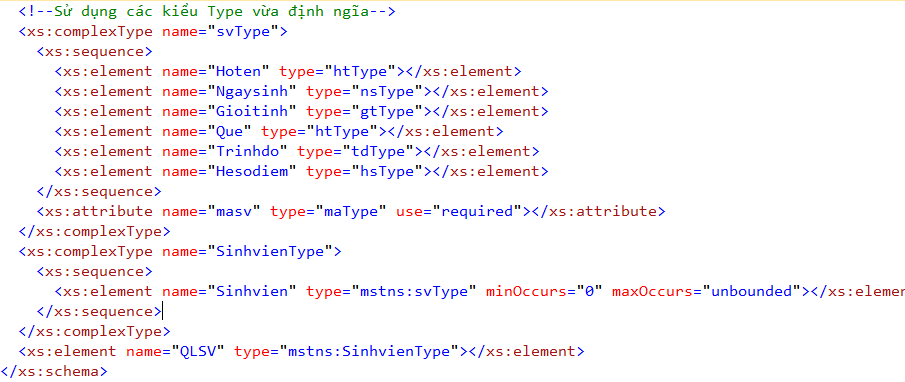 <!--Sử dụng các kiểu Type vừa định ngĩa-->
<xs:complexType name="svType">
<xs:sequence>
<xs:element name="Hoten" type="htType"></xs:element>
<xs:element name="Ngaysinh" type="nsType"></xs:element>
<xs:element name="Gioitinh" type="gtType"></xs:element>
<xs:element name="Que" type="htType"></xs:element>
<xs:element name="Trinhdo" type="tdType"></xs:element>
<xs:element name="Hesodiem" type="hsType"></xs:element>
</xs:sequence>
<xs:attribute name="masv" type="maType" use="required"></xs:attribute>
</xs:complexType>
<xs:complexType name="SinhvienType">
<xs:sequence>
<xs:element name="Sinhvien" type="mstns:svType" minOccurs="0" maxOccurs="unbounded"></xs:elemen
</xs:sequence>
</xs:complexType>
<xs:element name="QLSV" type="mstns:SinhvienType"></xs:element>
</xs:schema>